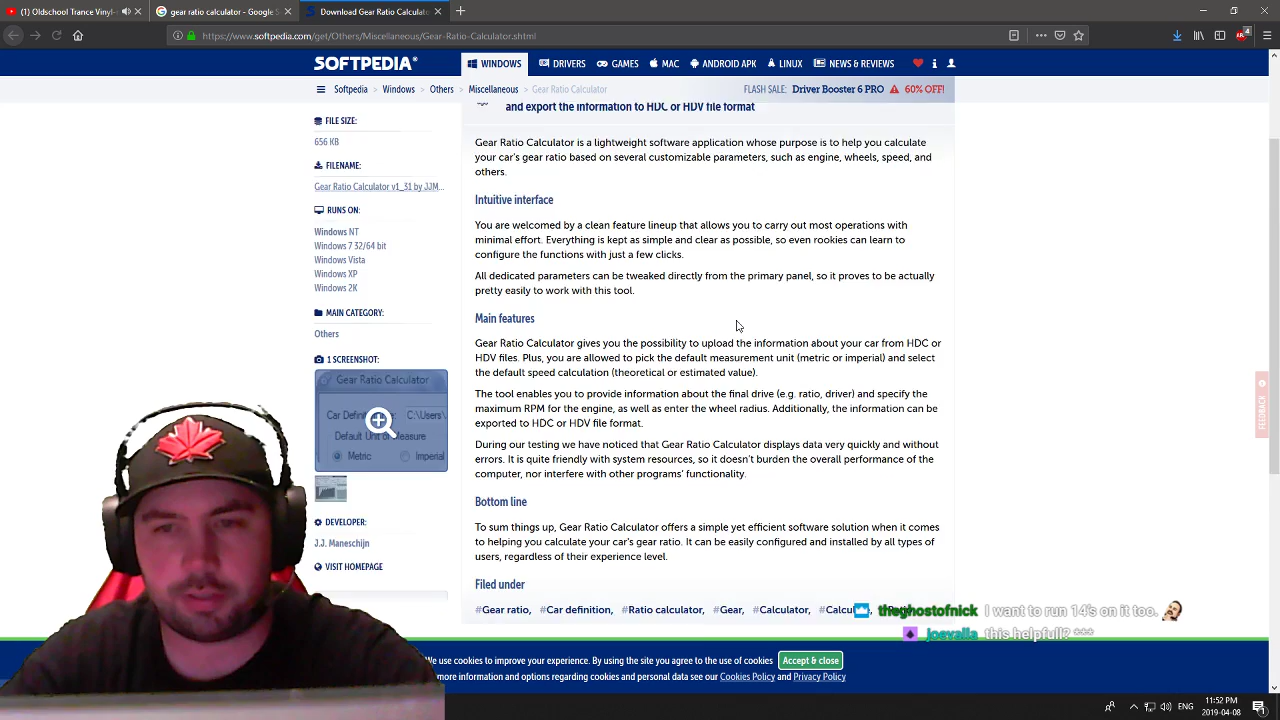 (1) Oldschool Trance Vinyl
gear ratio calculator - Google S
Download Gear Ratio Calculato
https://www.softpedia.com/get/Others/Miscellaneous/Gear-Ratio-Calculator.shtml
SOFTPEDIA®
WINDOWS
DRIVERS
GAMES
MAC
ANDROID APK
LINUX
NEWS & REVIEWS
Softpedia > Windows > Others > Miscellaneous > Gear Ratio Calculator
FLASH SALE: Driver Booster 6 PRO 60% OFF!
and export the information to HDC or HDV file format
FILE SIZE:
656 KB
FILENAME:
Gear Ratio Calculator v1_31 by JJM...
RUNS ON:
Windows NT
Windows 7 32/64 bit
Windows Vista
Windows XP
Windows 2K
MAIN CATEGORY:
Others
1 SCREENSHOT:
Gear Ratio Calculator
Car Definition C:\Users\
Default Unit of Measure
Metric Imperial
DEVELOPER:
J.J. Maneschijn
VISIT HOMEPAGE
Gear Ratio Calculator is a lightweight software application whose purpose is to help you calculate
your car's gear ratio based on several customizable parameters, such as engine, wheels, speed, and
others.
Intuitive interface
You are welcomed by a clean feature lineup that allows you to carry out most operations with
minimal effort. Everything is kept as simple and clear as possible, so even rookies can learn to
configure the functions with just a few clicks.
All dedicated parameters can be tweaked directly from the primary panel, so it proves to be actually
pretty easily to work with this tool.
Main features
Gear Ratio Calculator gives you the possibility to upload the information about your car from HDC or
HDV files. Plus, you are allowed to pick the default measurement unit (metric or imperial) and select
the default speed calculation (theoretical or estimated value).
The tool enables you to provide information about the final drive (e.g. ratio, driver) and specify the
maximum RPM for the engine, as well as enter the wheel radius. Additionally, the information can be
exported to HDC or HDV file format.
During our testing we have noticed that Gear Ratio Calculator displays data very quickly and without
errors. It is quite friendly with system resources, so it doesn't burden the overall performance of the
computer, nor interfere with other programs' functionality.
Bottom line
To sum things up, Gear Ratio Calculator offers a simple yet efficient software solution when it comes
to helping you calculate your car's gear ratio. It can be easily configured and installed by all types of
users, regardless of their experience level.
Filed under
#Gear ratio, #Car definition, #Ratio calculator, #Gear, #Calculator, #Calcu
FEEDBACK
theghostofnick I want to run 14's on it too.
joevalla this helpfull? ***
We use cookies to improve your experience. By using the site you agree to the use of cookies Accept & close
more information and options regarding cookies and personal data see our Cookies Policy and Privacy Policy
ENG
11:52 PM
2019-04-08